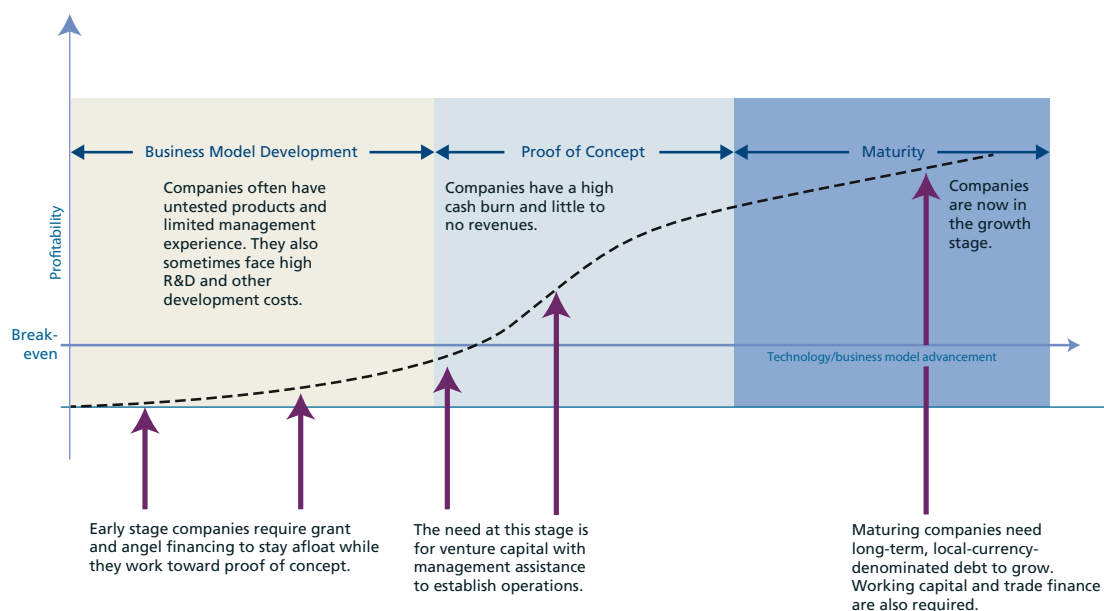 Business Model Development
Proof of Concept
Maturity
Companies often have
untested products and
limited management
experience. They also
sometimes face high
R&D and other
development costs.
Companies have a high
cash burn and little to
no revenues.
Companies
are now in
the growth
stage.
Profitability
Break-
even
Technology/business model advancement
Early stage companies require grant
and angel financing to stay afloat while
they work toward proof of concept.
The need at this stage is
for venture capital with
management assistance
to establish operations.
Maturing companies need
long-term, local-currency-
denominated debt to grow.
Working capital and trade finance
are also required.